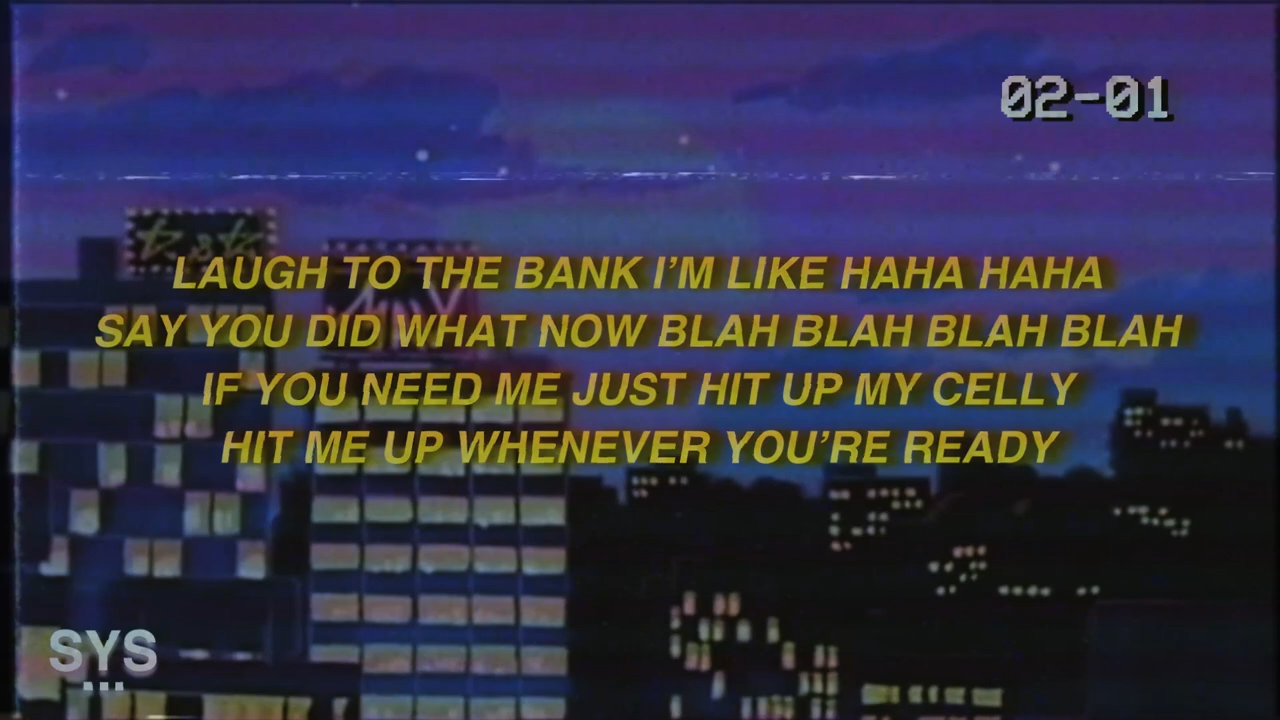 02-01
LAUGH TO THE BANK I'M LIKE HAHA HAHA
SAY YOU DID WHAT NOW BLAH BLAH BLAH BLAH
IF YOU NEED ME JUST HIT UP MY CELLY
HIT ME UP WHENEVER YOU'RE READY
SYS